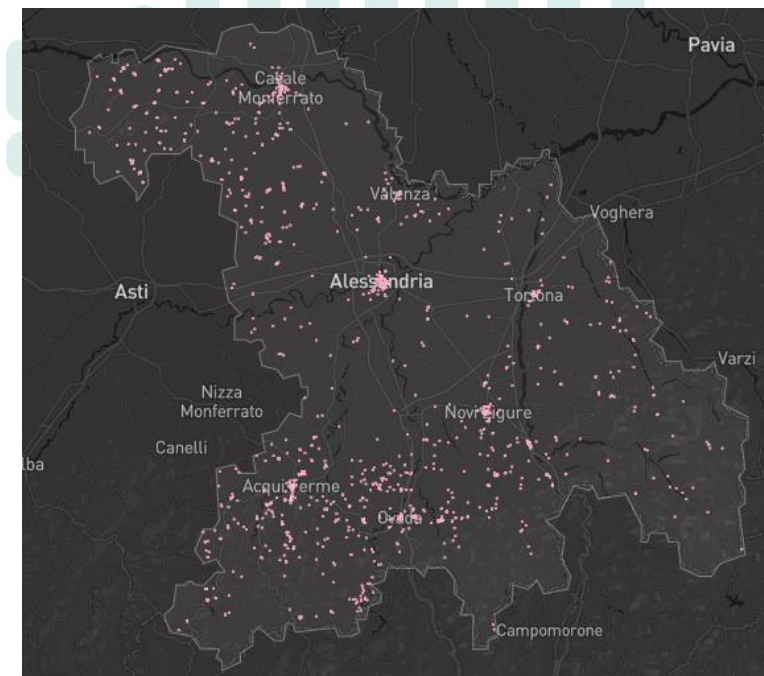 Pavia
Casale
Monferrato
Valenza
Voghera
Asti
Alessandria
Tortona
Varzi
Nizza
Monferrato
Novi Ligure
Canelli
lba
Acqui Terme
Ovada
Campomorone